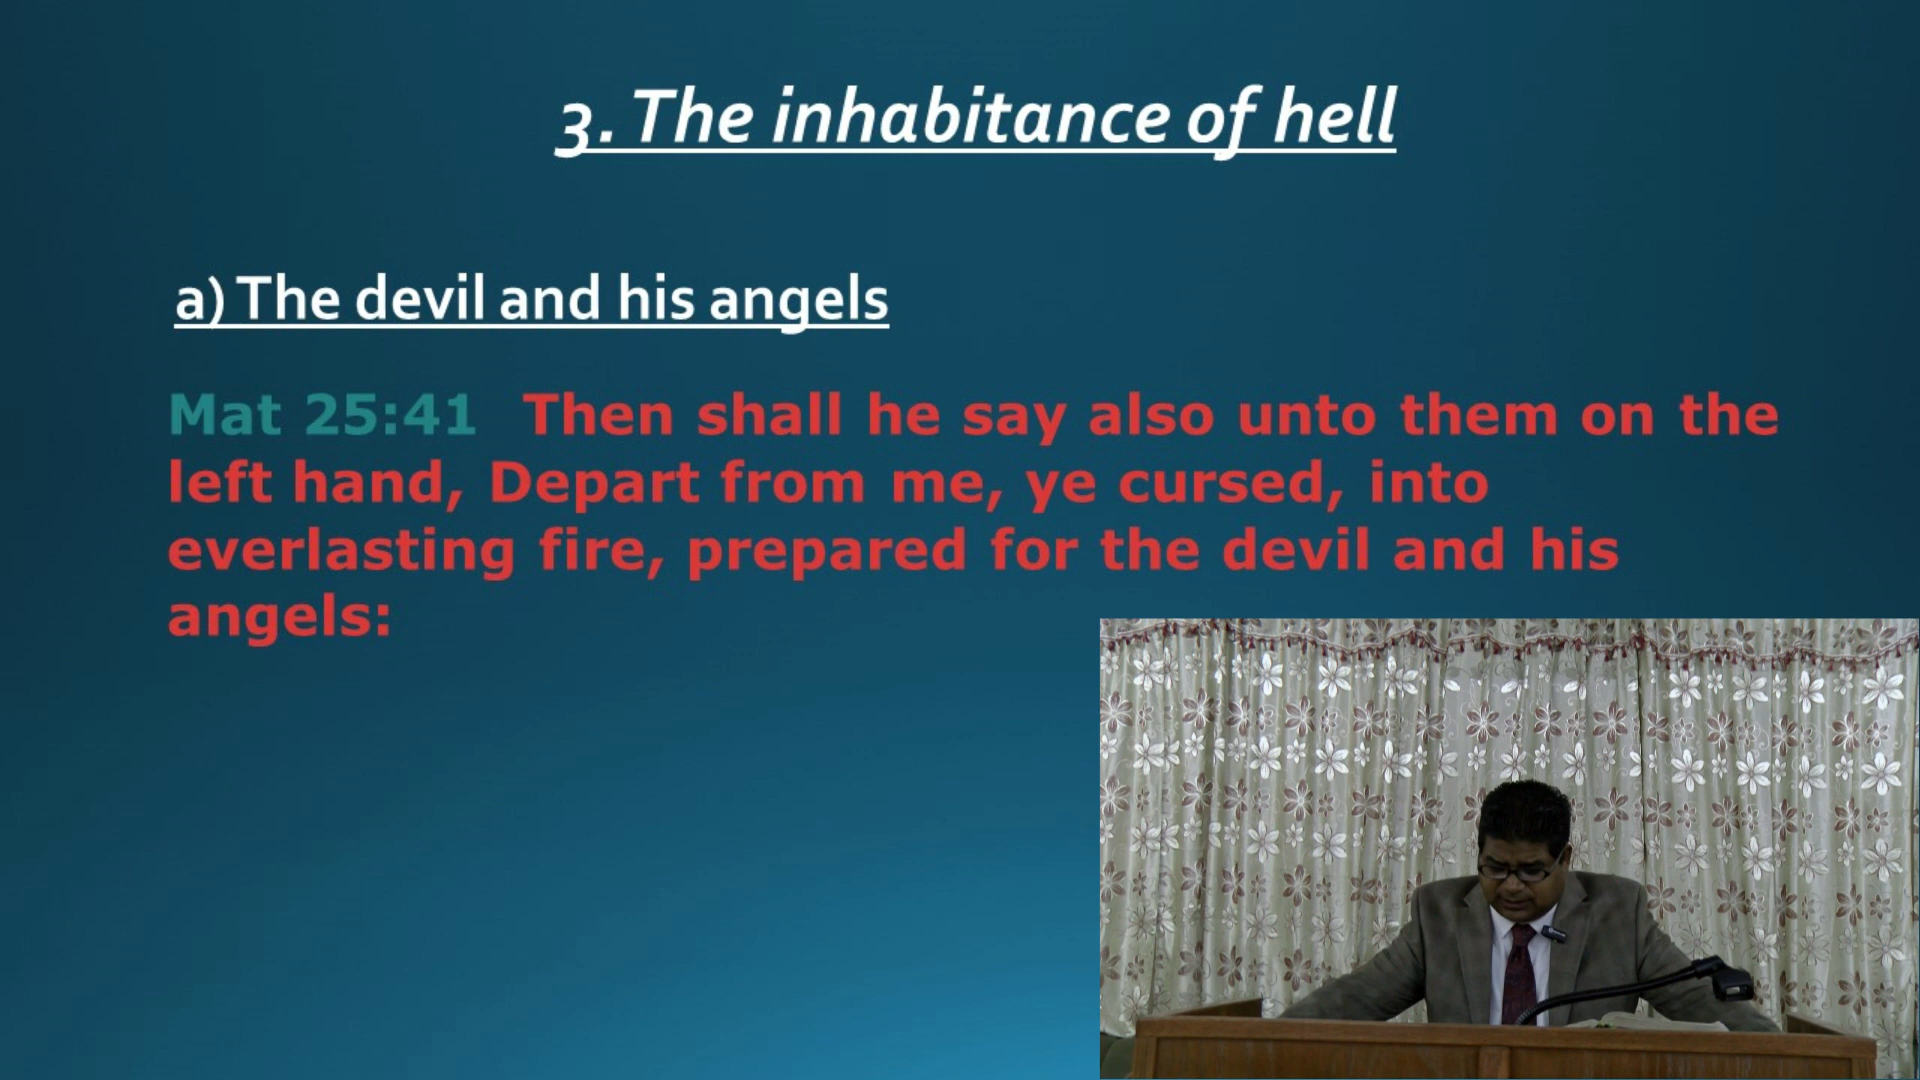 3. The inhabitance of hell
a) The devil and his angels
Mat 25:41 Then shall he say also unto them on the
left hand, Depart from me, ye cursed, into
everlasting fire, prepared for the devil and his
angels: